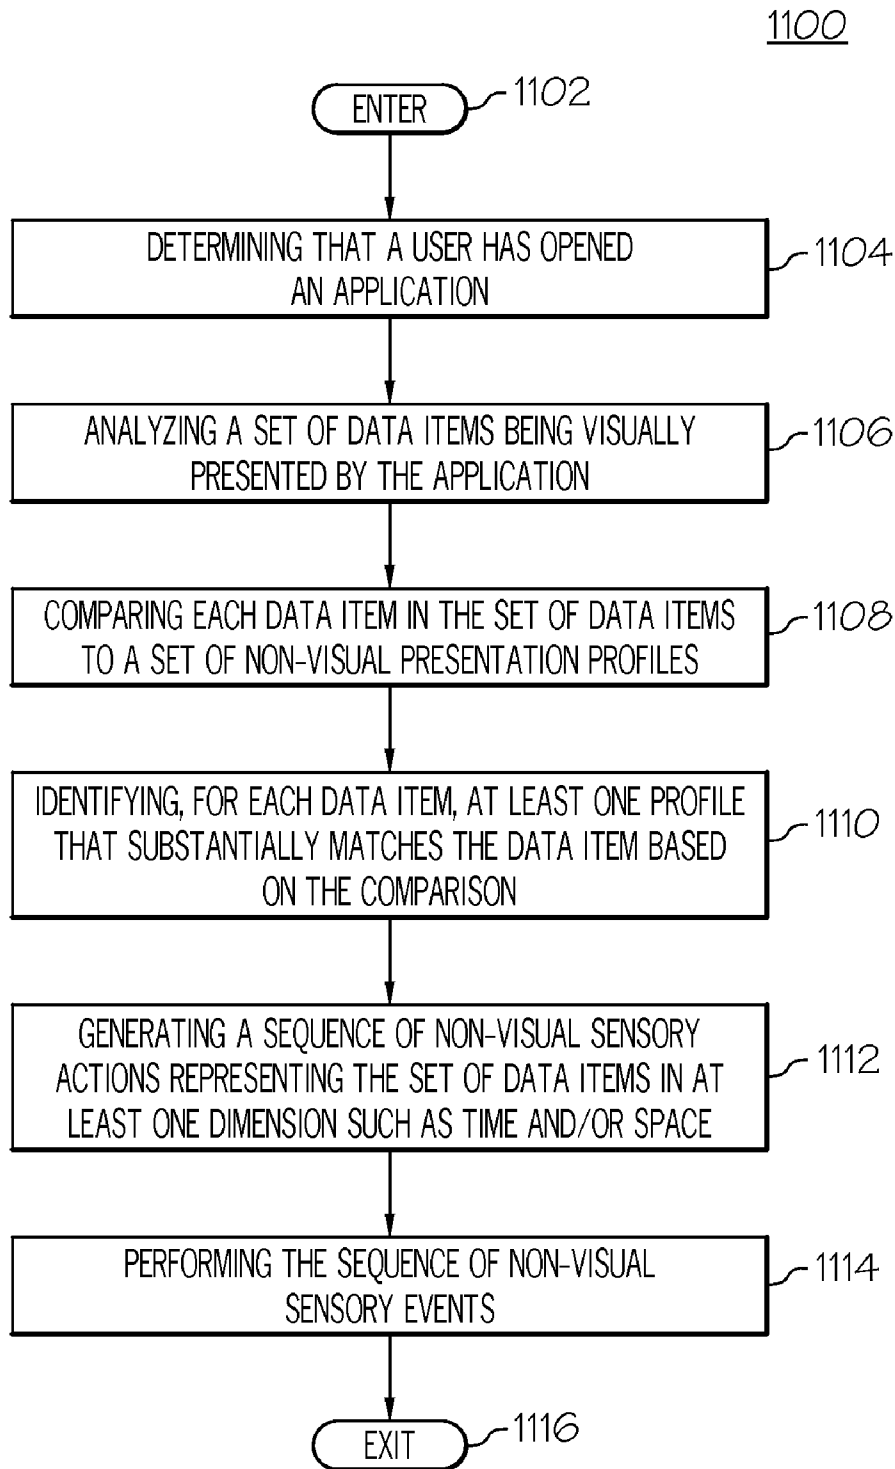 1100
ENTER
1102
DETERMINING THAT A USER HAS OPENED
AN APPLICATION
1104
ANALYZING A SET OF DATA ITEMS BEING VISUALLY
PRESENTED BY THE APPLICATION
1106
COMPARING EACH DATA ITEM IN THE SET OF DATA ITEMS
TO A SET OF NON-VISUAL PRESENTATION PROFILES
1108
IDENTIFYING, FOR EACH DATA ITEM, AT LEAST ONE PROFILE
THAT SUBSTANTIALLY MATCHES THE DATA ITEM BASED
ON THE COMPARISON
1110
GENERATING A SEQUENCE OF NON-VISUAL SENSORY
ACTIONS REPRESENTING THE SET OF DATA ITEMS IN AT
LEAST ONE DIMENSION SUCH AS TIME AND/OR SPACE
1112
PERFORMING THE SEQUENCE OF NON-VISUAL
SENSORY EVENTS
1114
EXIT
1116